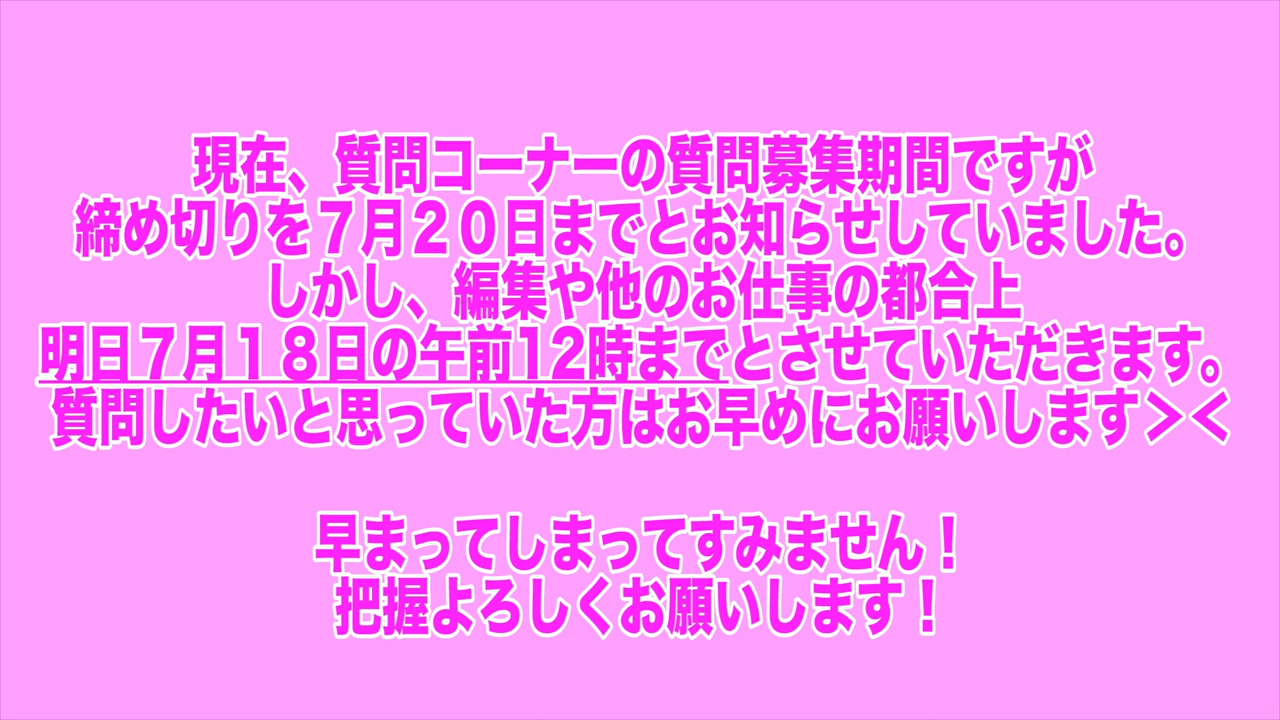 現在、質問コーナーの質問募集期間ですが
締め切りを７月２０日までとお知らせしていました。
しかし、編集や他のお仕事の都合上
明日７月１８日の午前12時までとさせていただきます。
質問したいと思っていた方はお早めにお願いします＞＜
早まってしまってすみません！
把握よろしくお願いします！